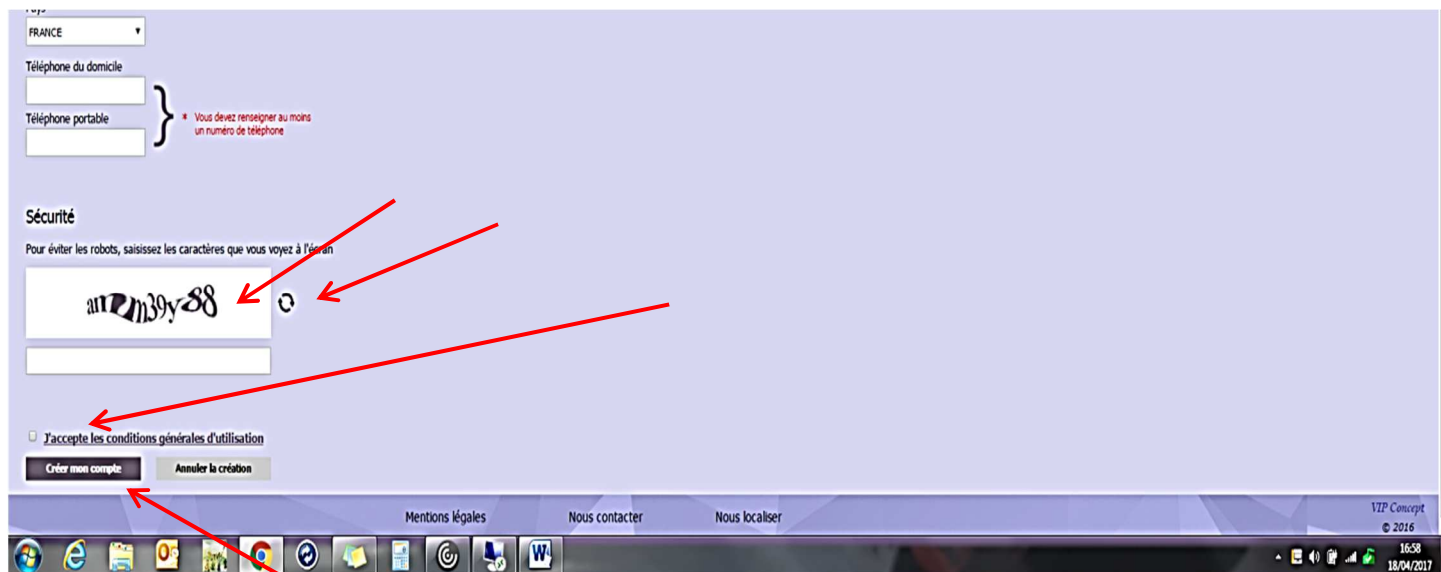 FRANCE
Téléphone du domicile
Téléphone portable
* Vous devez renseigner au moins
un numéro de téléphone
Sécurité
Pour éviter les robots, saisissez les caractères que vous voyez à l'écran
J'accepte les conditions générales d'utilisation
Créer mon compte Annuler la création
Mentions légales Nous contacter Nous localiser
VIP Concept
© 2016
16:58
18/04/2017